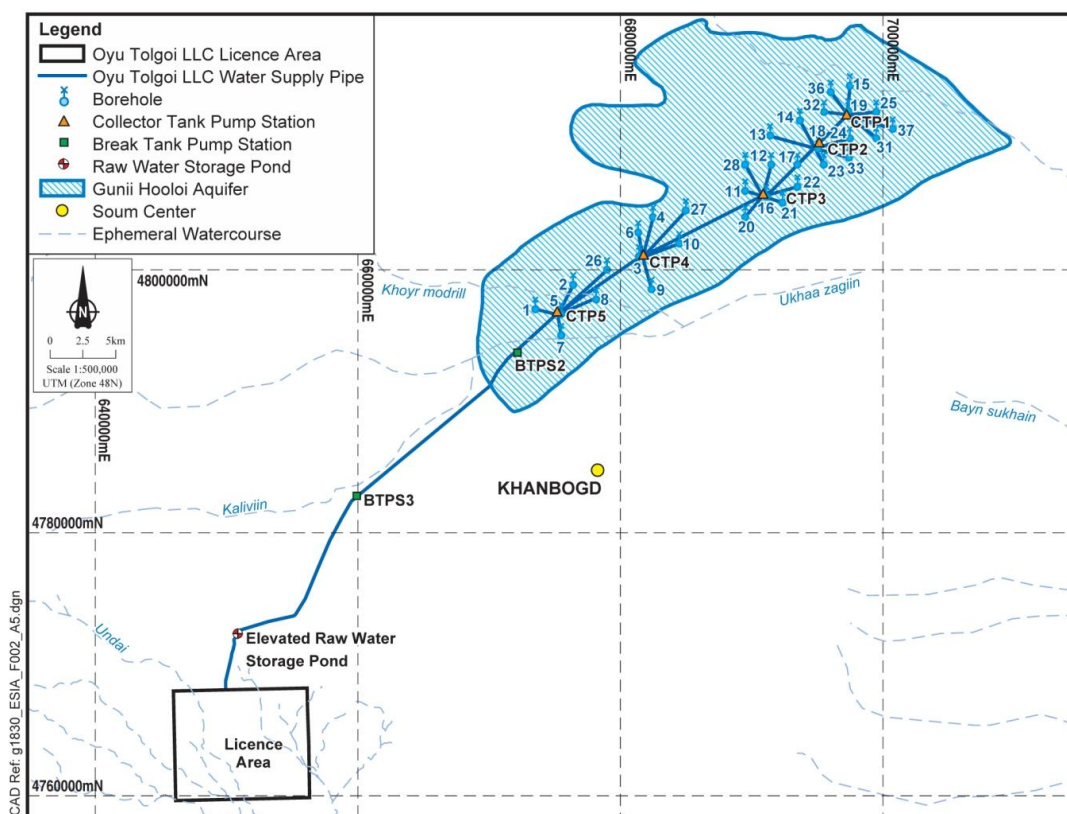 Legend
Oyu Tolgoi LLC Licence Area
Oyu Tolgoi LLC Water Supply Pipe
Borehole
Collector Tank Pump Station
Break Tank Pump Station
Raw Water Storage Pond
Gunii Hooloi Aquifer
Soum Center
Ephemeral Watercourse
680000mE
700000mE
36
15
32
19
25
CTP1
14
37
13
18
24
31
CTP2
28
12
17
23
33
11
22
CTP3
16
21
20
4
27
6
10
3
CTP4
26
9
4800000mN
660000mE
Khoyr modrill
2
8
1
5
CTP5
7
Ukhaa zagiin
0 2.5 5km
Scale 1:500,000
UTM (Zone 48N)
BTPS2
640000mE
Bayn sukhain
KHANBOGD
BTPS3
Kaliviin
4780000mN
Undai
Elevated Raw Water
Storage Pond
Licence
Area
4760000mN
CAD Ref: g1830_ESIA_F002_A5.dgn